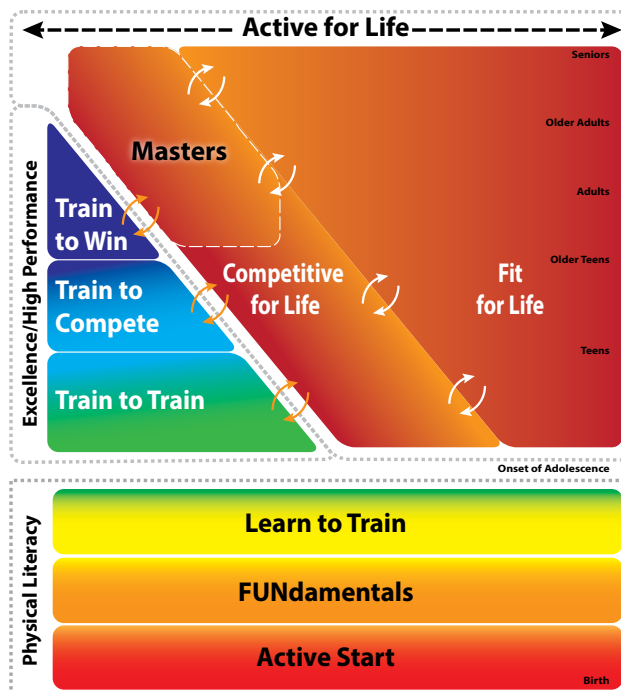 Active for Life
Seniors
Older Adults
Masters
Adults
Train
to Win
Older Teens
Competitive
for Life
Fit
for Life
Train to
Compete
Teens
Train to Train
Excellence/High Performance
Onset of Adolescence
Physical Literacy
Learn to Train
FUNdamentals
Active Start
Birth